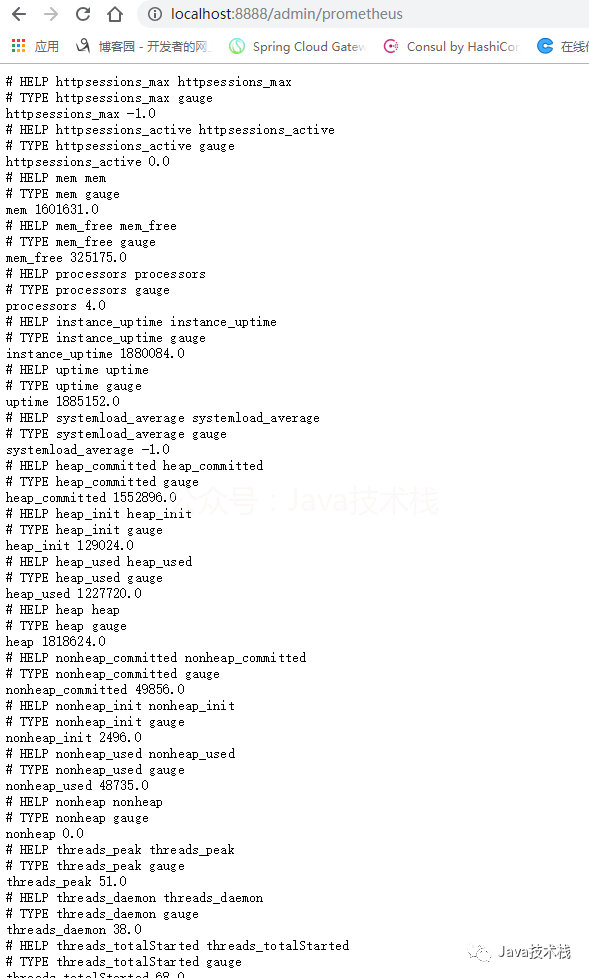 localhost:8888/admin/prometheus
应用
博客园 - 开发者的网
Spring Cloud Gatew
Consul by HashiCor
在线
# HELP httpsessions_max httpsessions_max
# TYPE httpsessions_max gauge
httpsessions_max -1.0
# HELP httpsessions_active httpsessions_active
# TYPE httpsessions_active gauge
httpsessions_active 0.0
# HELP mem mem
# TYPE mem gauge
mem 1601631.0
# HELP mem_free mem_free
# TYPE mem_free gauge
mem_free 325175.0
# HELP processors processors
# TYPE processors gauge
processors 4.0
# HELP instance_uptime instance_uptime
# TYPE instance_uptime gauge
instance_uptime 1880084.0
# HELP uptime uptime
# TYPE uptime gauge
uptime 1885152.0
# HELP systemload_average systemload_average
# TYPE systemload_average gauge
systemload_average -1.0
# HELP heap_committed heap_committed
# TYPE heap_committed gauge
heap_committed 1552896.0
公众号：Java技术栈
# HELP heap_init heap_init
# TYPE heap_init gauge
heap_init 129024.0
# HELP heap_used heap_used
# TYPE heap_used gauge
heap_used 1227720.0
# HELP heap heap
# TYPE heap gauge
heap 1818624.0
# HELP nonheap_committed nonheap_committed
# TYPE nonheap_committed gauge
nonheap_committed 49856.0
# HELP nonheap_init nonheap_init
# TYPE nonheap_init gauge
nonheap_init 2496.0
# HELP nonheap_used nonheap_used
# TYPE nonheap_used gauge
nonheap_used 48735.0
# HELP nonheap nonheap
# TYPE nonheap gauge
nonheap 0.0
# HELP threads_peak threads_peak
# TYPE threads_peak gauge
threads_peak 51.0
# HELP threads_daemon threads_daemon
# TYPE threads_daemon gauge
threads_daemon 38.0
# HELP threads_totalStarted threads_totalStarted
# TYPE threads_totalStarted gauge
threads_totalStarted 68.0
Java技术栈